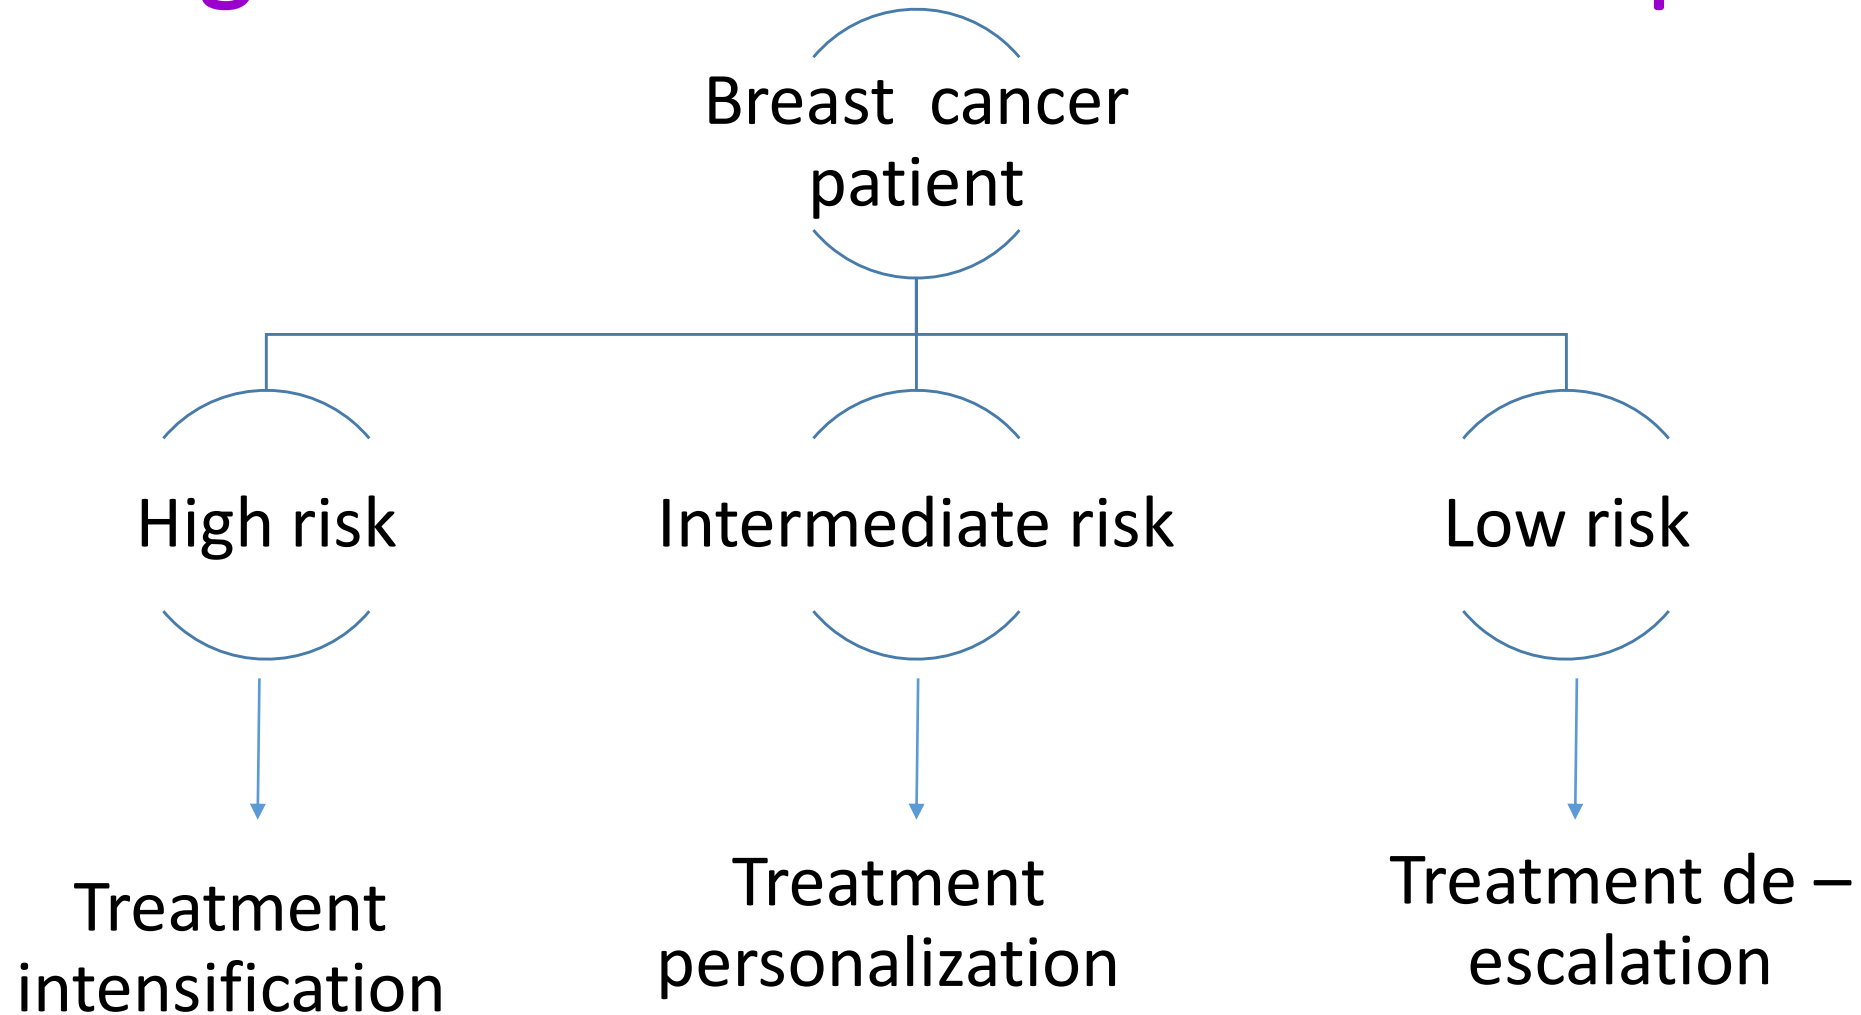 Breast cancer
patient
High risk
Intermediate risk
Low risk
Treatment
intensification
Treatment
personalization
Treatment de –
escalation